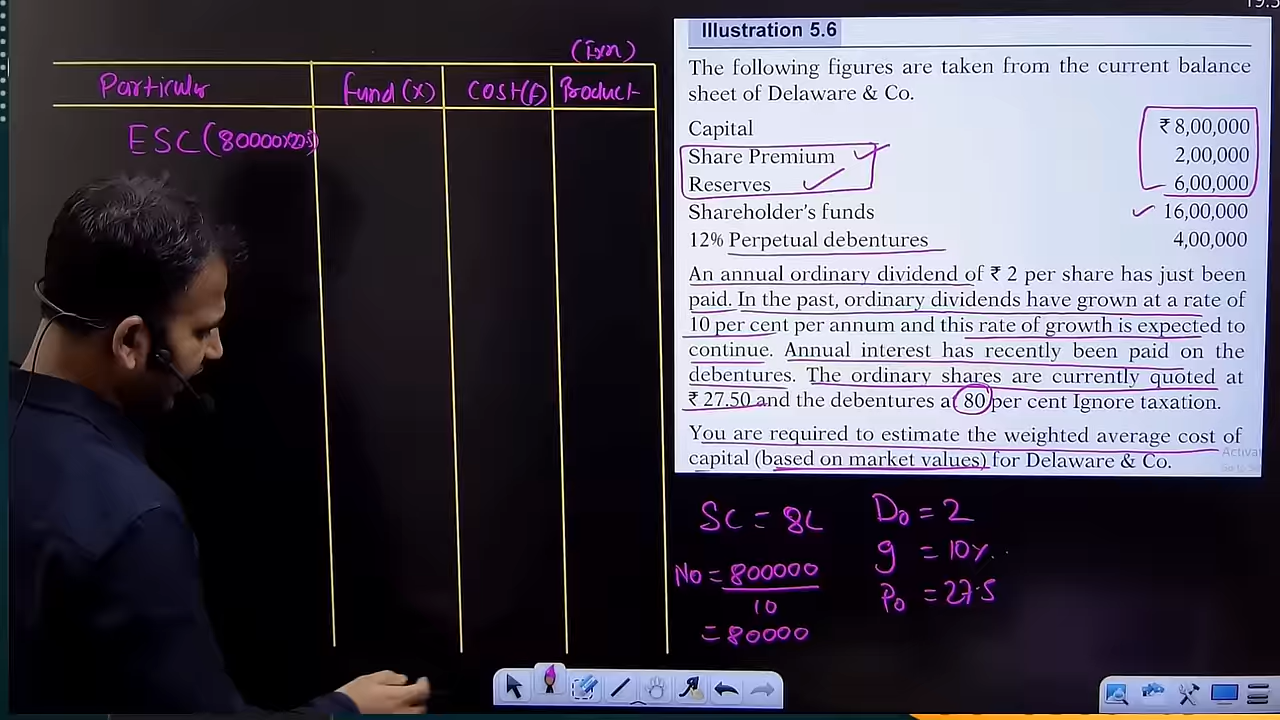 19.5
(Ixn)
Particular Fund (x) Cost(f) Product
ESC (80000x27.5)
Illustration 5.6
The following figures are taken from the current balance
sheet of Delaware & Co.
Capital ₹ 8,00,000
Share Premium 2,00,000
Reserves 6,00,000
Shareholder's funds 16,00,000
12% Perpetual debentures 4,00,000
An annual ordinary dividend of ₹ 2 per share has just been
paid. In the past, ordinary dividends have grown at a rate of
10 per cent per annum and this rate of growth is expected to
continue. Annual interest has recently been paid on the
debentures. The ordinary shares are currently quoted at
₹ 27.50 and the debentures at 80 per cent Ignore taxation.
You are required to estimate the weighted average cost of
capital (based on market values) for Delaware & Co.
SC = 8L
No = 800000
10
= 80000
D0 = 2
g = 10%
P0 = 27.5